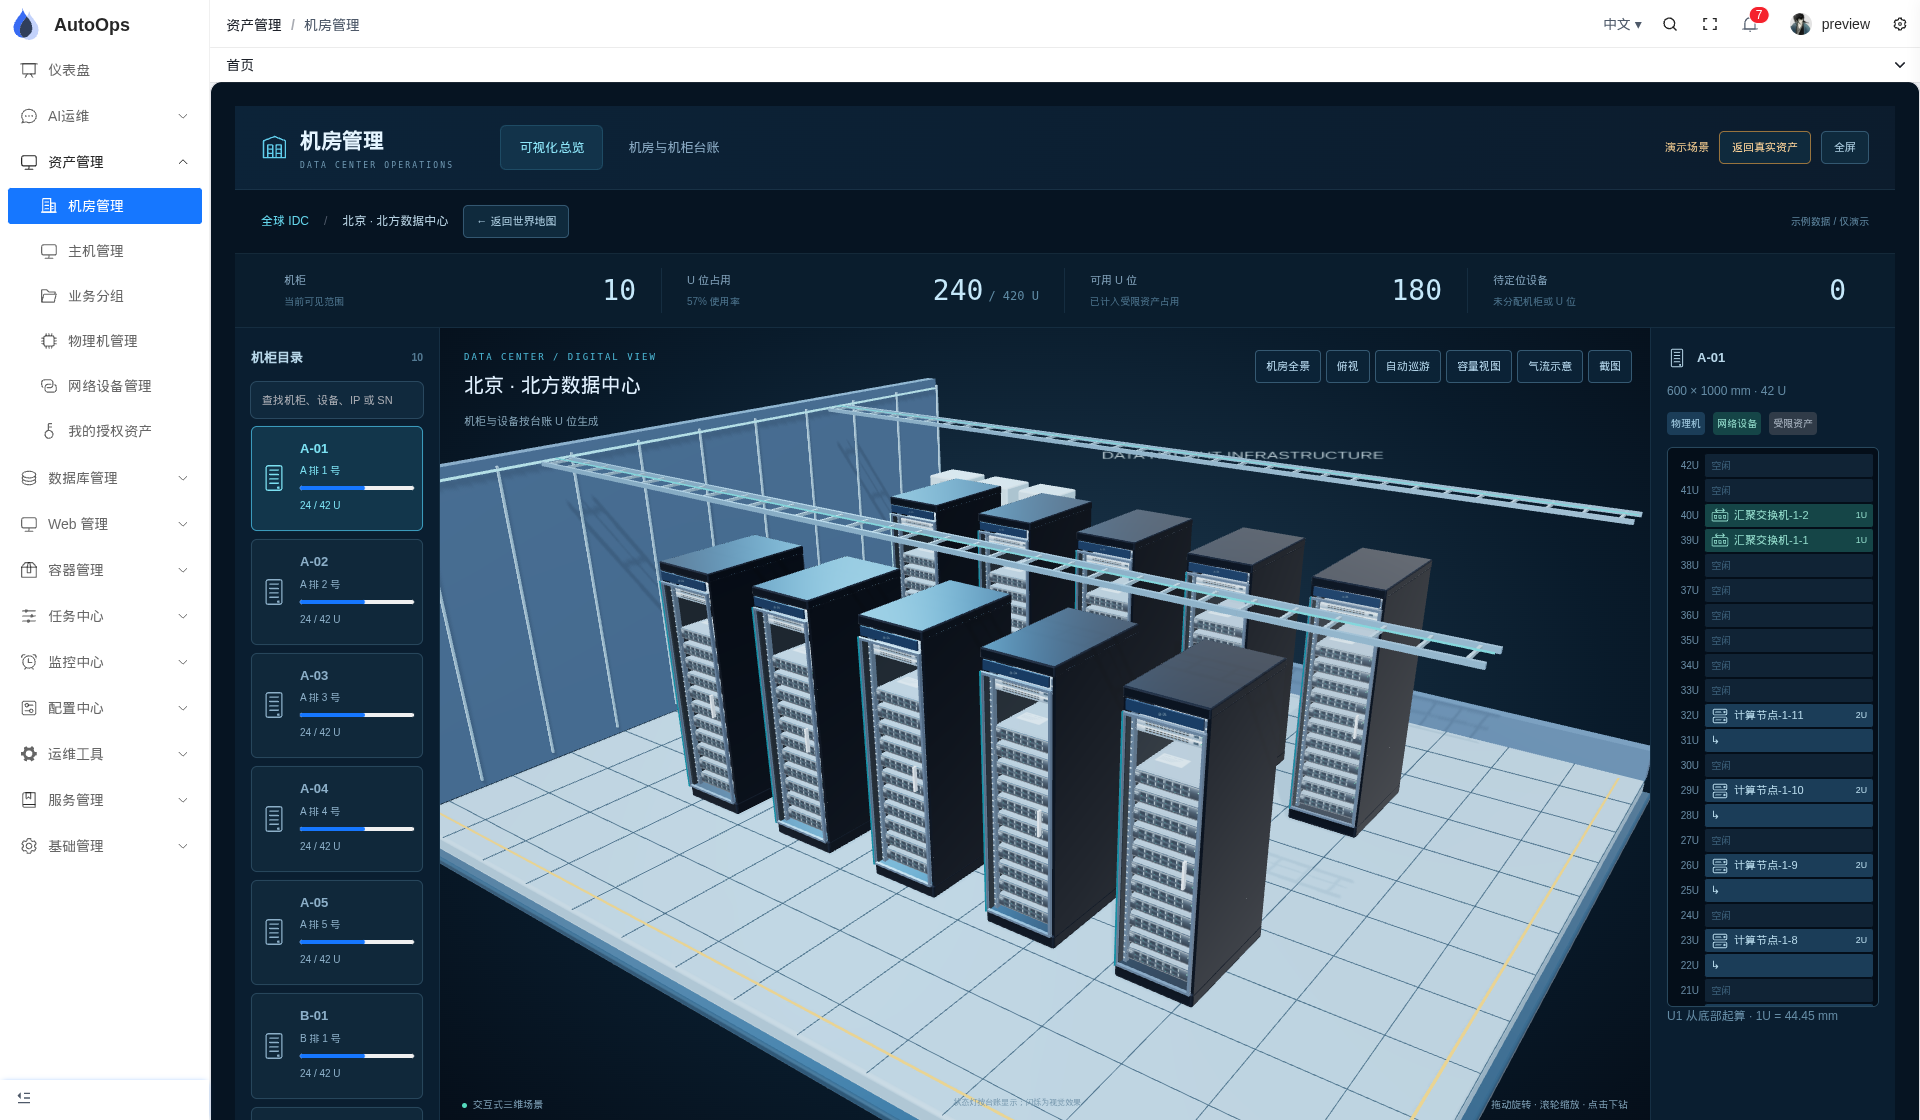 AutoOps
资产管理 / 机房管理
中文 ▾
7
preview
首页
仪表盘
AI运维
资产管理
机房管理
主机管理
业务分组
物理机管理
网络设备管理
我的授权资产
数据库管理
Web 管理
容器管理
任务中心
监控中心
配置中心
运维工具
服务管理
基础管理
机房管理
DATA CENTER OPERATIONS
可视化总览
机房与机柜台账
演示场景
返回真实资产
全屏
全球 IDC / 北京 · 北方数据中心
← 返回世界地图
示例数据 / 仅演示
机柜
当前可见范围
10
U 位占用
57% 使用率
240 / 420 U
可用 U 位
已计入受限资产占用
180
待定位设备
未分配机柜或 U 位
0
机柜目录
10
查找机柜、设备、IP 或 SN
A-01
A 排 1 号
24 / 42 U
A-02
A 排 2 号
24 / 42 U
A-03
A 排 3 号
24 / 42 U
A-04
A 排 4 号
24 / 42 U
A-05
A 排 5 号
24 / 42 U
B-01
B 排 1 号
24 / 42 U
DATA CENTER / DIGITAL VIEW
北京 · 北方数据中心
机柜与设备按台账 U 位生成
机房全景
俯视
自动巡游
容量视图
气流示意
截图
交互式三维场景
拖动旋转 · 滚轮缩放 · 点击下钻
A-01
600 × 1000 mm · 42 U
物理机
网络设备
受限资产
42U 空闲
41U 空闲
40U 汇聚交换机-1-2 1U
39U 汇聚交换机-1-1 1U
38U 空闲
37U 空闲
36U 空闲
35U 空闲
34U 空闲
33U 空闲
32U 计算节点-1-11 2U
31U ↳
30U 空闲
29U 计算节点-1-10 2U
28U ↳
27U 空闲
26U 计算节点-1-9 2U
25U ↳
24U 空闲
23U 计算节点-1-8 2U
22U ↳
21U 空闲
U1 从底部起算 · 1U = 44.45 mm